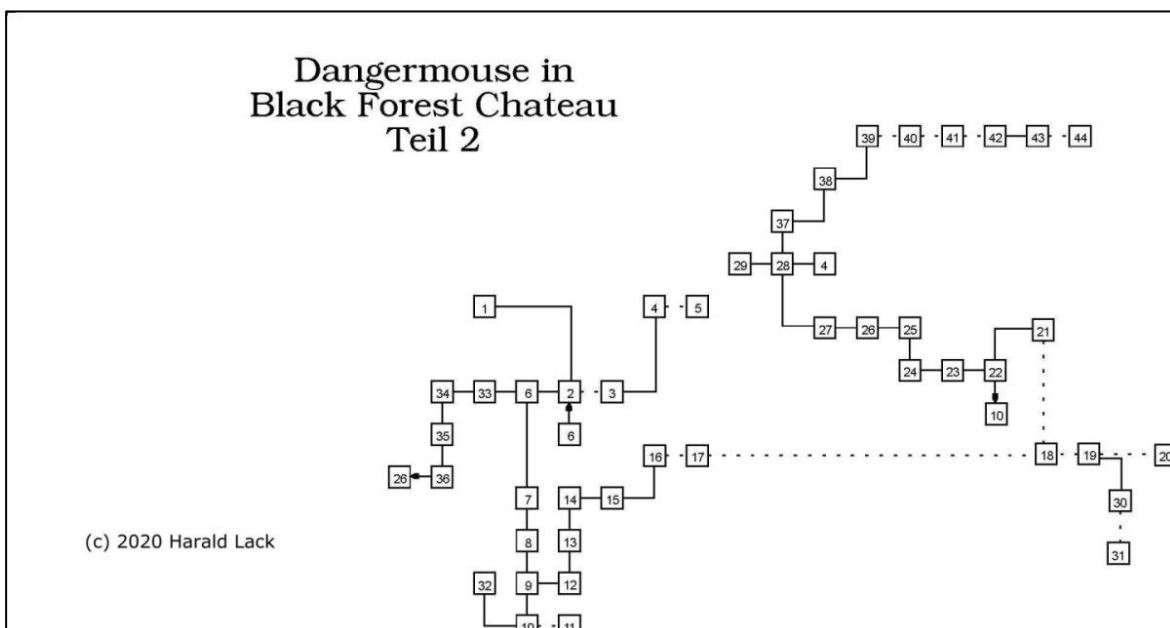 Dangermouse in
Black Forest Chateau
Teil 2
39 40 41 42 43 44
38
37
29 28 4
1 4 5
27 26 25 21
24 23 22
34 33 6 2 3
10
35 6
16 17 18 19 20
26 36
7 14 15 30
8 13 31
(c) 2020 Harald Lack
32 9 12
10 11